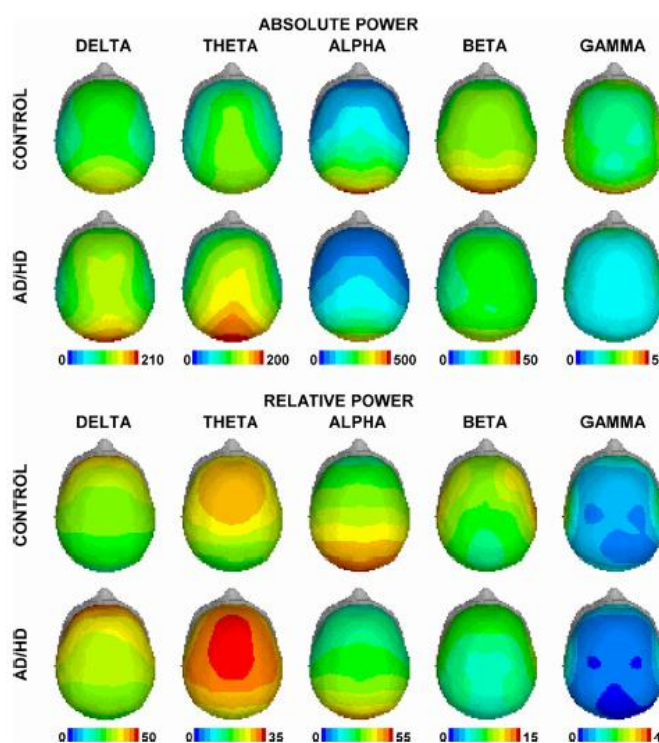 ABSOLUTE POWER
DELTA THETA ALPHA BETA GAMMA
CONTROL
AD/HD
0 210 0 200 0 500 0 50 0 5
RELATIVE POWER
DELTA THETA ALPHA BETA GAMMA
CONTROL
AD/HD
0 50 0 35 0 55 0 15 0 4